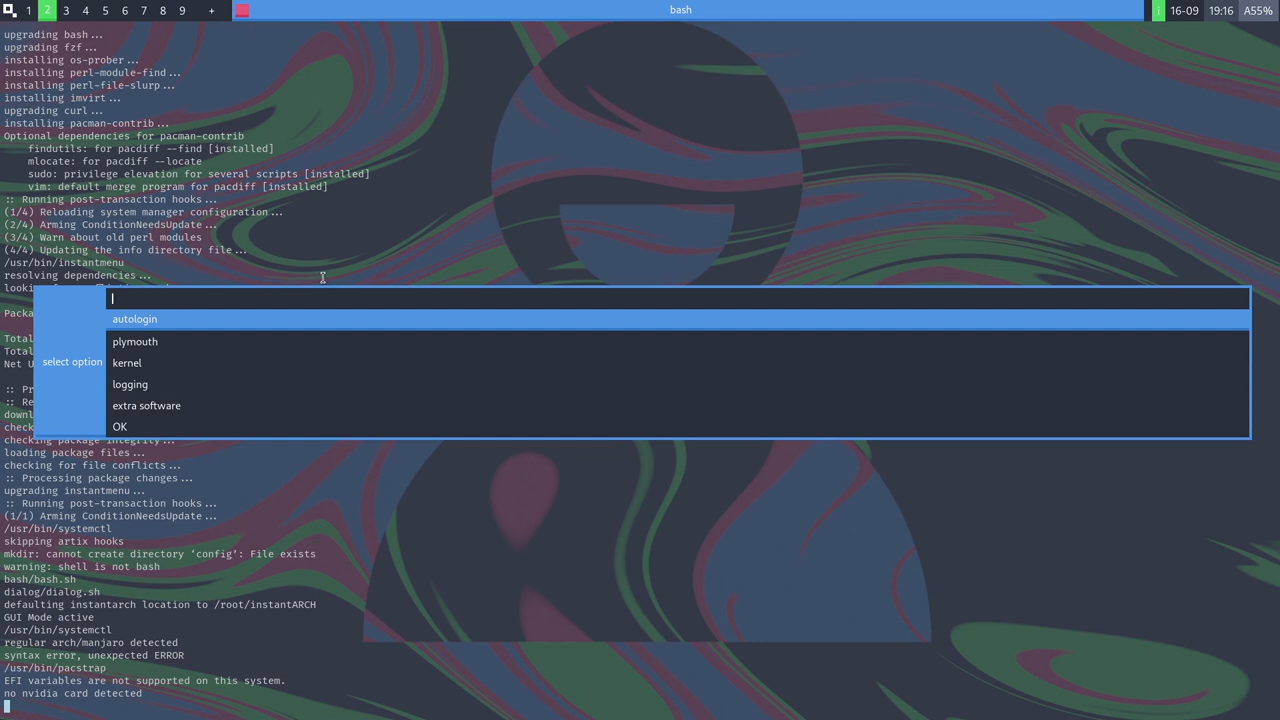 1 2 3 4 5 6 7 8 9 + bash i 16-09 19:16 A55%
upgrading bash...
upgrading fzf...
installing os-prober...
installing perl-module-find...
installing perl-file-slurp...
installing imvirt...
upgrading curl...
installing pacman-contrib...
Optional dependencies for pacman-contrib
findutils: for pacdiff --find [installed]
mlocate: for pacdiff --locate
sudo: privilege elevation for several scripts [installed]
vim: default merge program for pacdiff [installed]
:: Running post-transaction hooks...
(1/4) Reloading system manager configuration...
(2/4) Arming ConditionNeedsUpdate...
(3/4) Warn about old perl modules
(4/4) Updating the info directory file...
/usr/bin/instantmenu
resolving dependencies...
Total
Total
Net
select option
autologin
plymouth
kernel
logging
extra software
OK
checking package integrity...
loading package files...
checking for file conflicts...
:: Processing package changes...
upgrading instantmenu...
:: Running post-transaction hooks...
(1/1) Arming ConditionNeedsUpdate...
/usr/bin/systemctl
skipping artix hooks
mkdir: cannot create directory ‘config’: File exists
warning: shell is not bash
bash/bash.sh
dialog/dialog.sh
defaulting instantarch location to /root/instantARCH
GUI Mode active
/usr/bin/systemctl
regular arch/manjaro detected
syntax error, unexpected ERROR
/usr/bin/pacstrap
EFI variables are not supported on this system.
no nvidia card detected